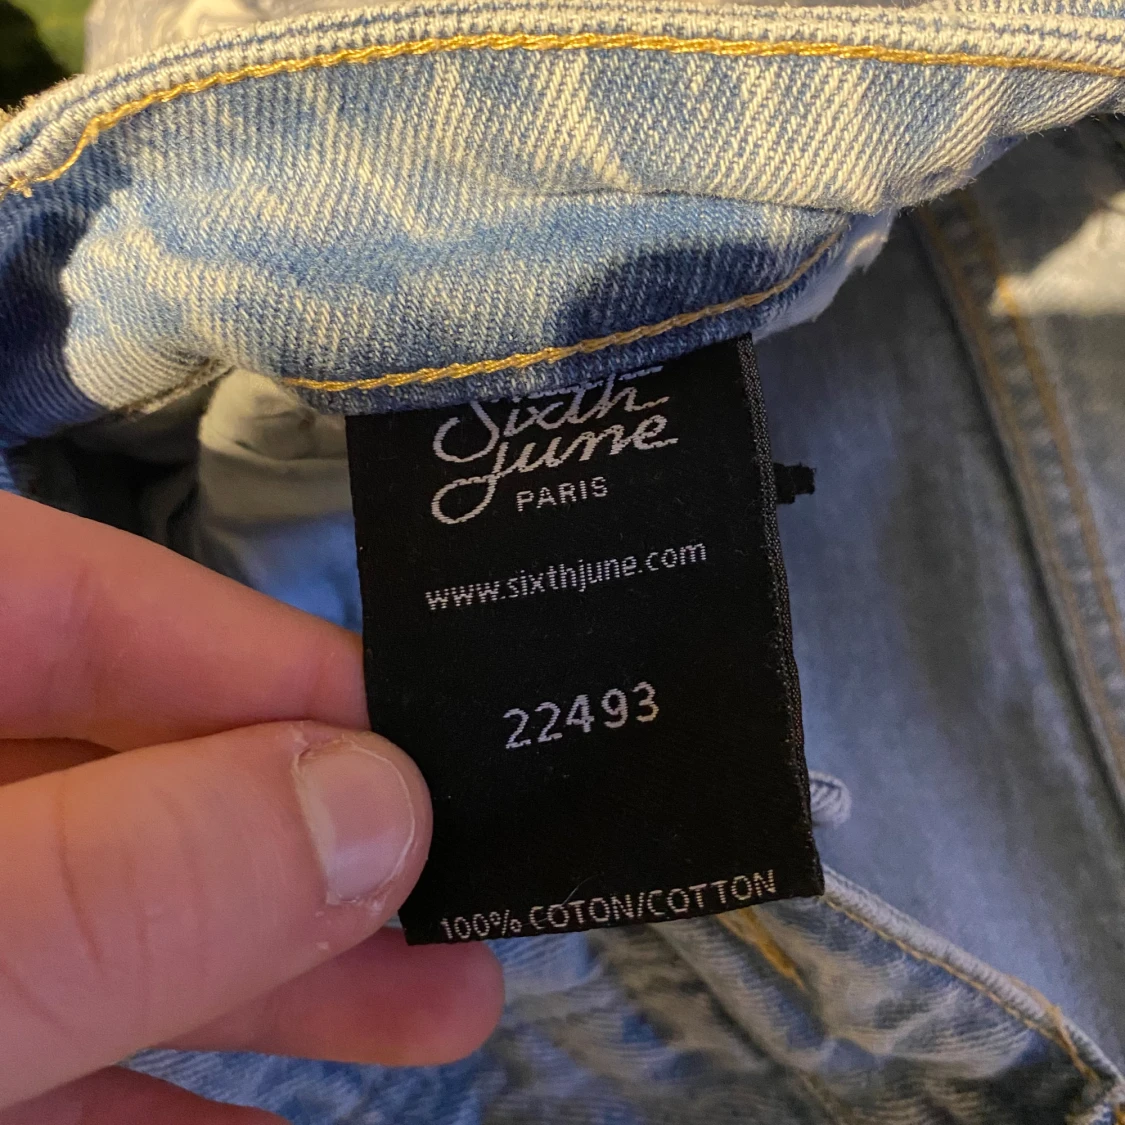 Sixth
June
PARIS
www.sixthjune.com
22493
100% COTON/COTTON